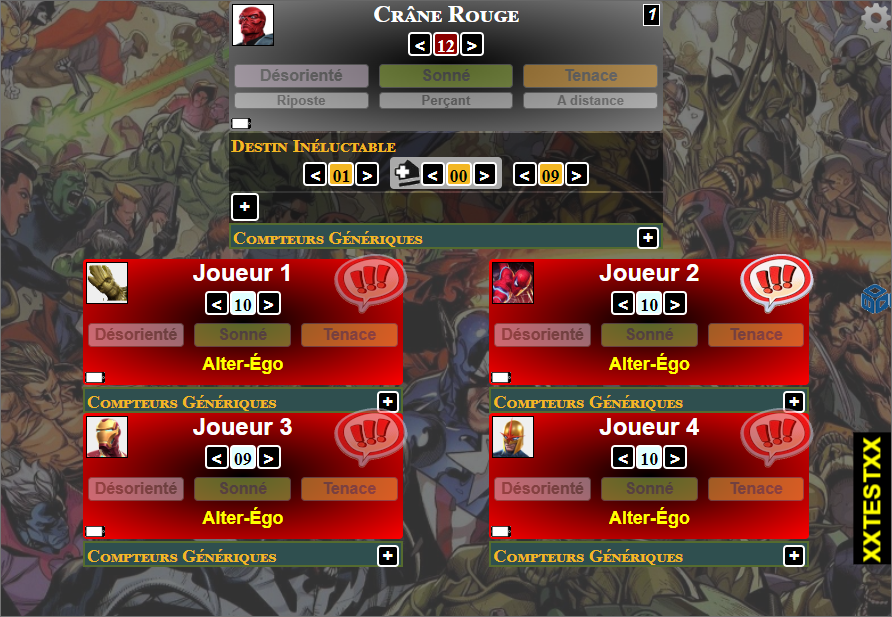 Crâne Rouge
1
< 12 >
Désorienté Sonné Tenace
Riposte Perçant A distance
Destin Inéluctable
< 01 > + < 00 > < 09 >
+
Compteurs Génériques +
Joueur 1 !!!
< 10 >
Désorienté Sonné Tenace
Alter-Égo
Compteurs Génériques +
Joueur 2 !!!
< 10 >
Désorienté Sonné Tenace
Alter-Égo
Compteurs Génériques +
Joueur 3 !!!
< 09 >
Désorienté Sonné Tenace
Alter-Égo
Compteurs Génériques +
Joueur 4 !!!
< 10 >
Désorienté Sonné Tenace
Alter-Égo
Compteurs Génériques +
XXTESTXX